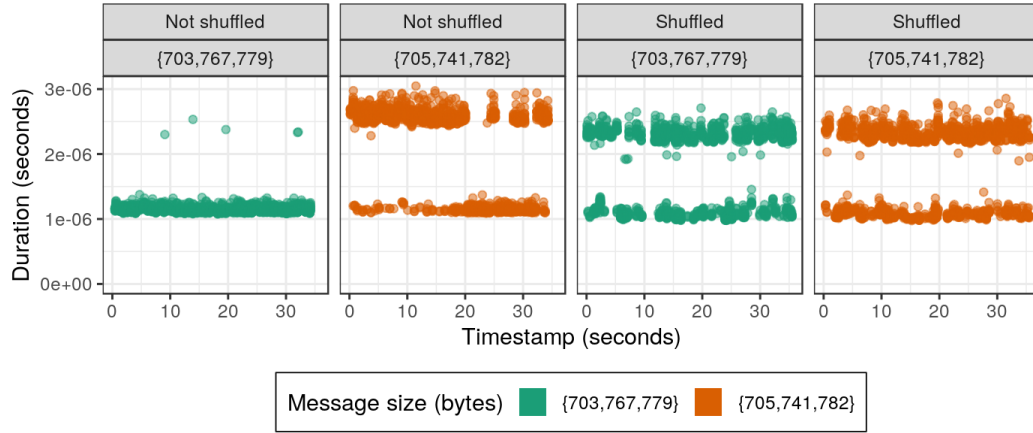 Not shuffled
Not shuffled
Shuffled
Shuffled
{703,767,779}
{705,741,782}
{703,767,779}
{705,741,782}
Duration (seconds)
3e-06
2e-06
1e-06
0e+00
0 10 20 30
0 10 20 30
0 10 20 30
0 10 20 30
Timestamp (seconds)
Message size (bytes) {703,767,779} {705,741,782}